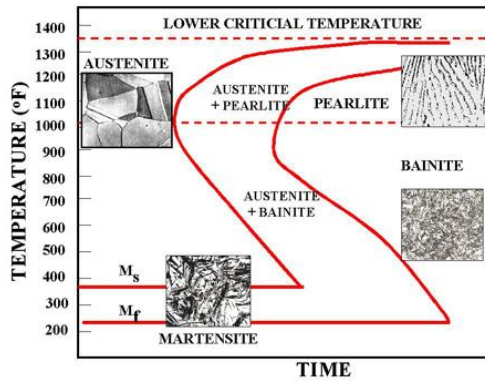 LOWER CRITICIAL TEMPERATURE
AUSTENITE
AUSTENITE
+ PEARLITE
PEARLITE
BAINITE
AUSTENITE
+ BAINITE
Ms
Mf
MARTENSITE
TEMPERATURE (°F)
1400
1300
1200
1100
1000
900
800
700
600
500
400
300
200
TIME